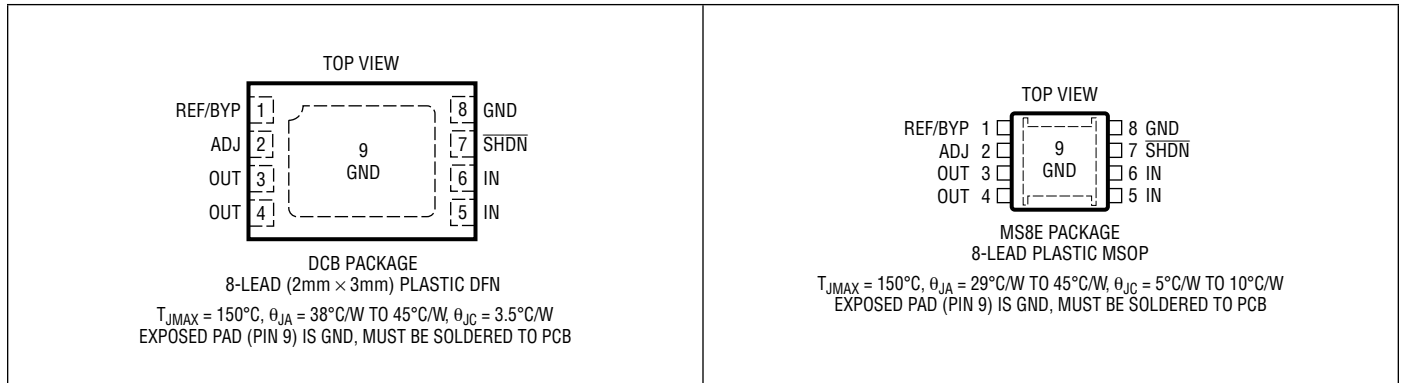 TOP VIEW
REF/BYP 1
ADJ 2
OUT 3
OUT 4
9
GND
8 GND
7 SHDN
6 IN
5 IN
DCB PACKAGE
8-LEAD (2mm × 3mm) PLASTIC DFN
TJMAX = 150°C, θJA = 38°C/W TO 45°C/W, θJC = 3.5°C/W
EXPOSED PAD (PIN 9) IS GND, MUST BE SOLDERED TO PCB
TOP VIEW
REF/BYP 1
ADJ 2
OUT 3
OUT 4
9
GND
8 GND
7 SHDN
6 IN
5 IN
MS8E PACKAGE
8-LEAD PLASTIC MSOP
TJMAX = 150°C, θJA = 29°C/W TO 45°C/W, θJC = 5°C/W TO 10°C/W
EXPOSED PAD (PIN 9) IS GND, MUST BE SOLDERED TO PCB